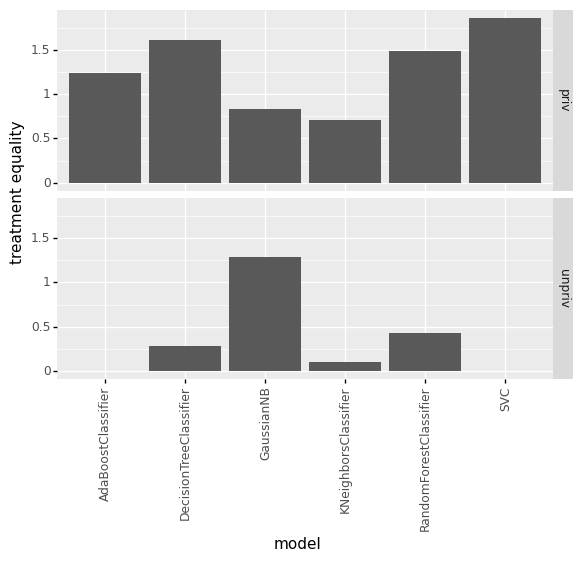 treatment equality
1.5
1
0.5
0
priv
1.5
1
0.5
0
unpriv
AdaBoostClassifier
DecisionTreeClassifier
GaussianNB
KNeighborsClassifier
RandomForestClassifier
SVC
model